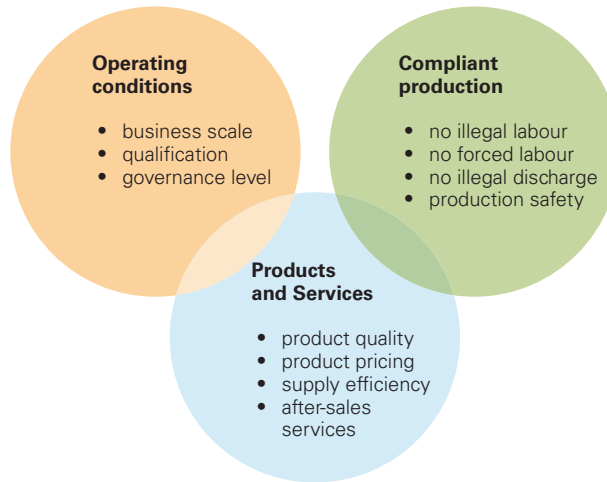 Operating
conditions
• business scale
• qualification
• governance level
Compliant
production
• no illegal labour
• no forced labour
• no illegal discharge
• production safety
Products
and Services
• product quality
• product pricing
• supply efficiency
• after-sales
services